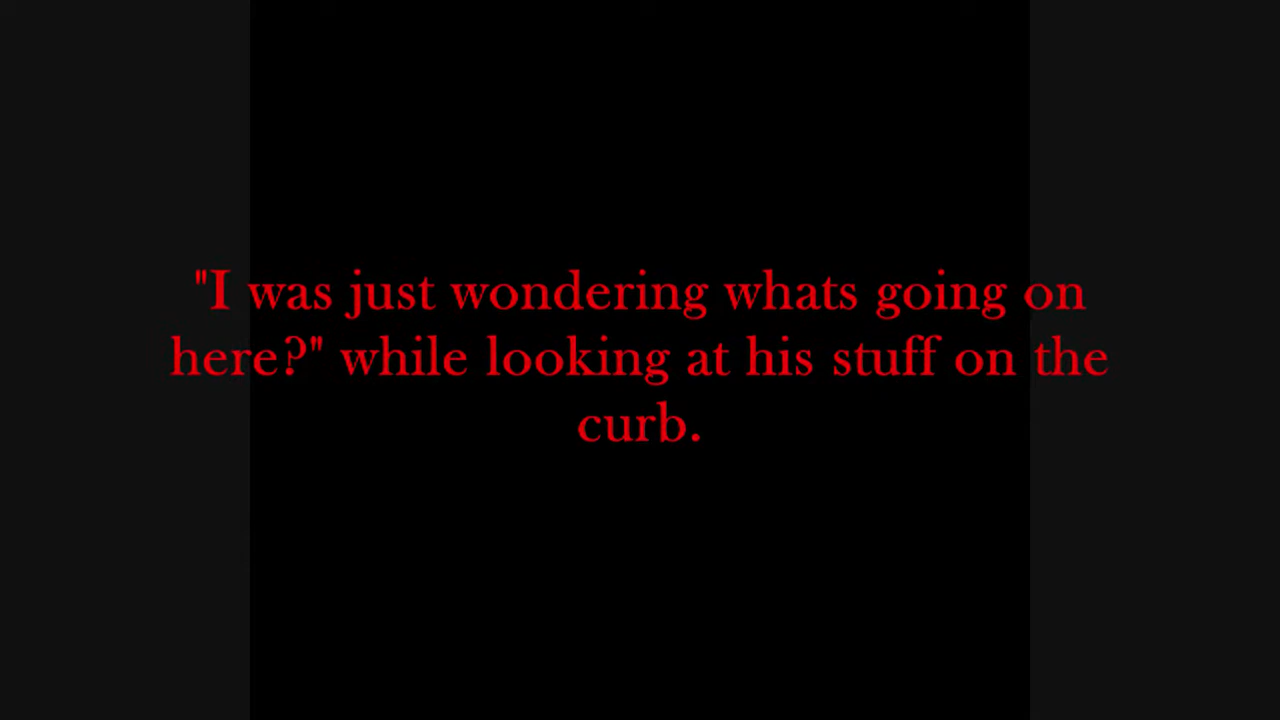 "I was just wondering whats going on
here?" while looking at his stuff on the
curb.